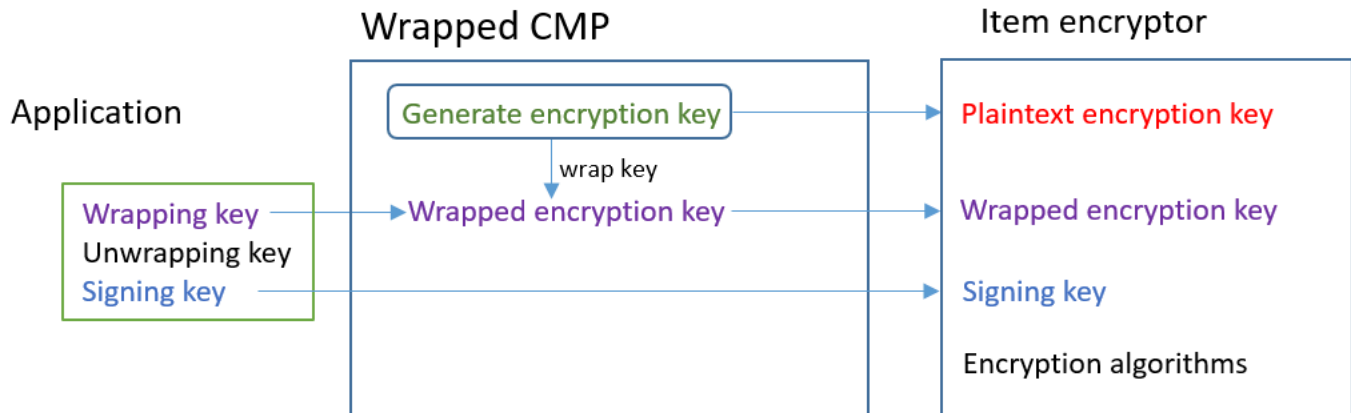 Wrapped CMP
Item encryptor
Application
Generate encryption key
Plaintext encryption key
wrap key
Wrapping key
Wrapped encryption key
Wrapped encryption key
Unwrapping key
Signing key
Signing key
Encryption algorithms